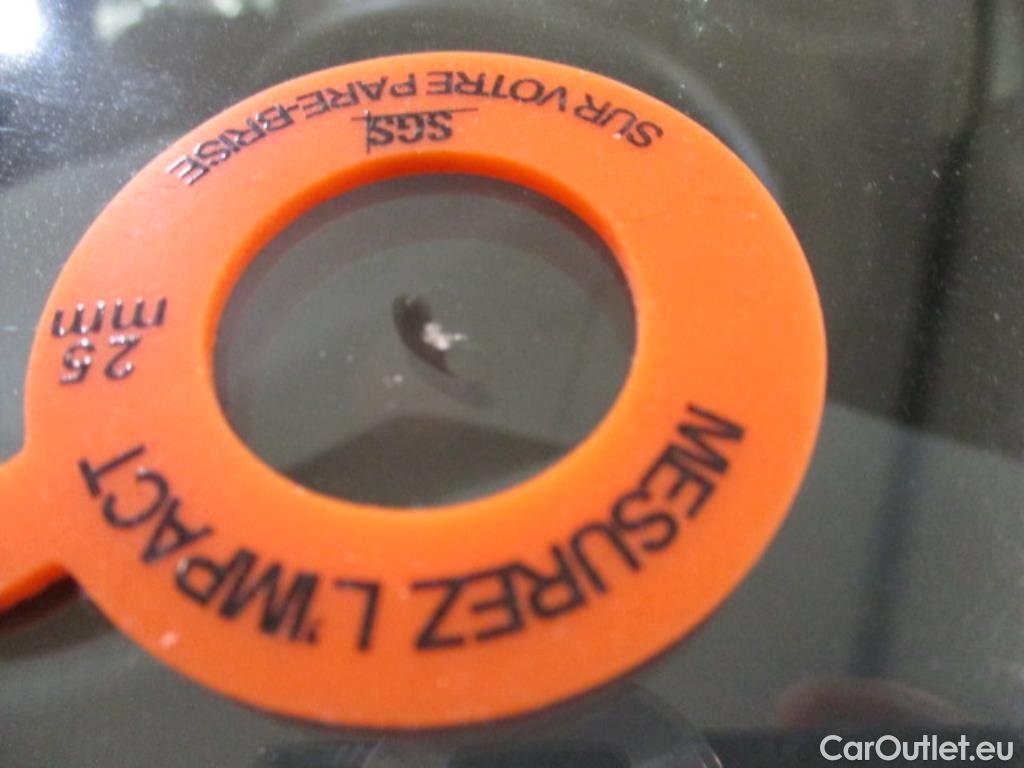 MESUREZ L'IMPACT
SUR VOTRE PARE-BRISE
SGS
25
mm
CarOutlet.eu